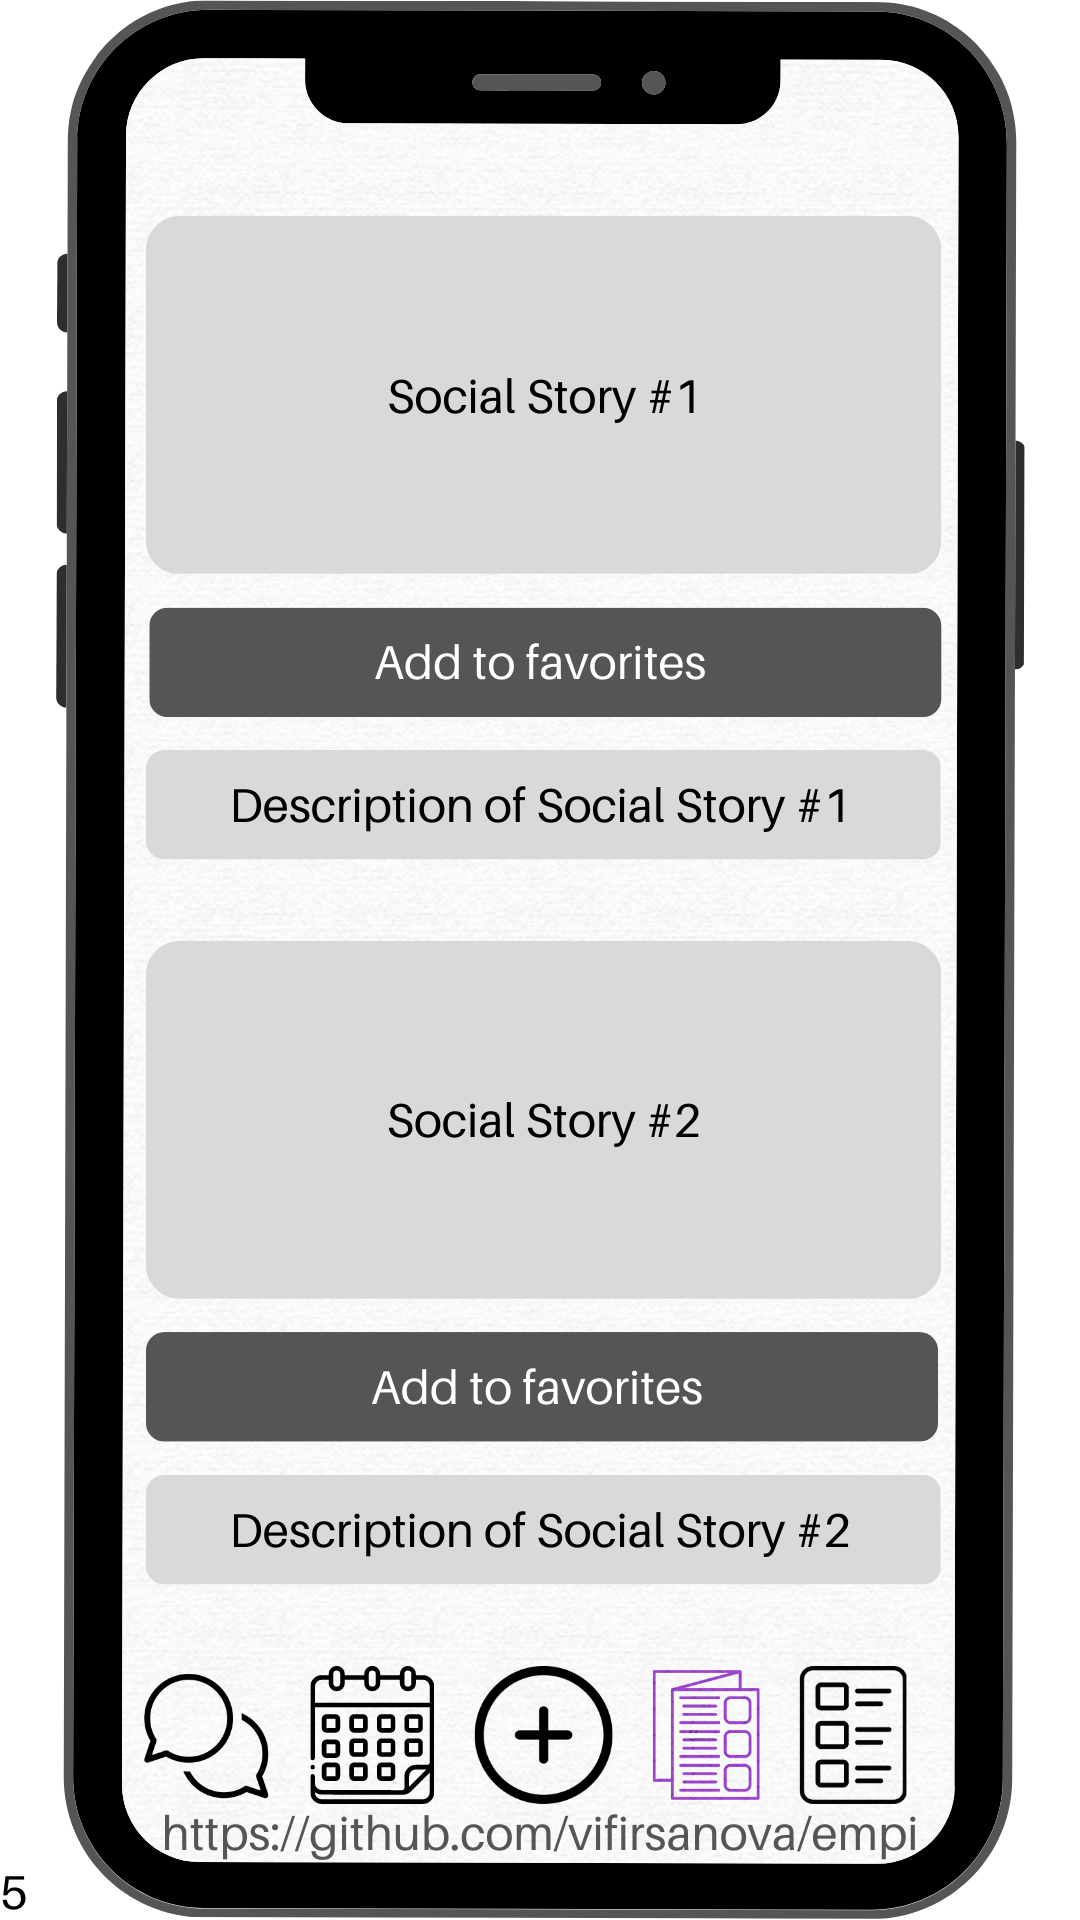 Social Story #1
Add to favorites
Description of Social Story #1
Social Story #2
Add to favorites
Description of Social Story #2
https://github.com/vifirsanova/empi
5